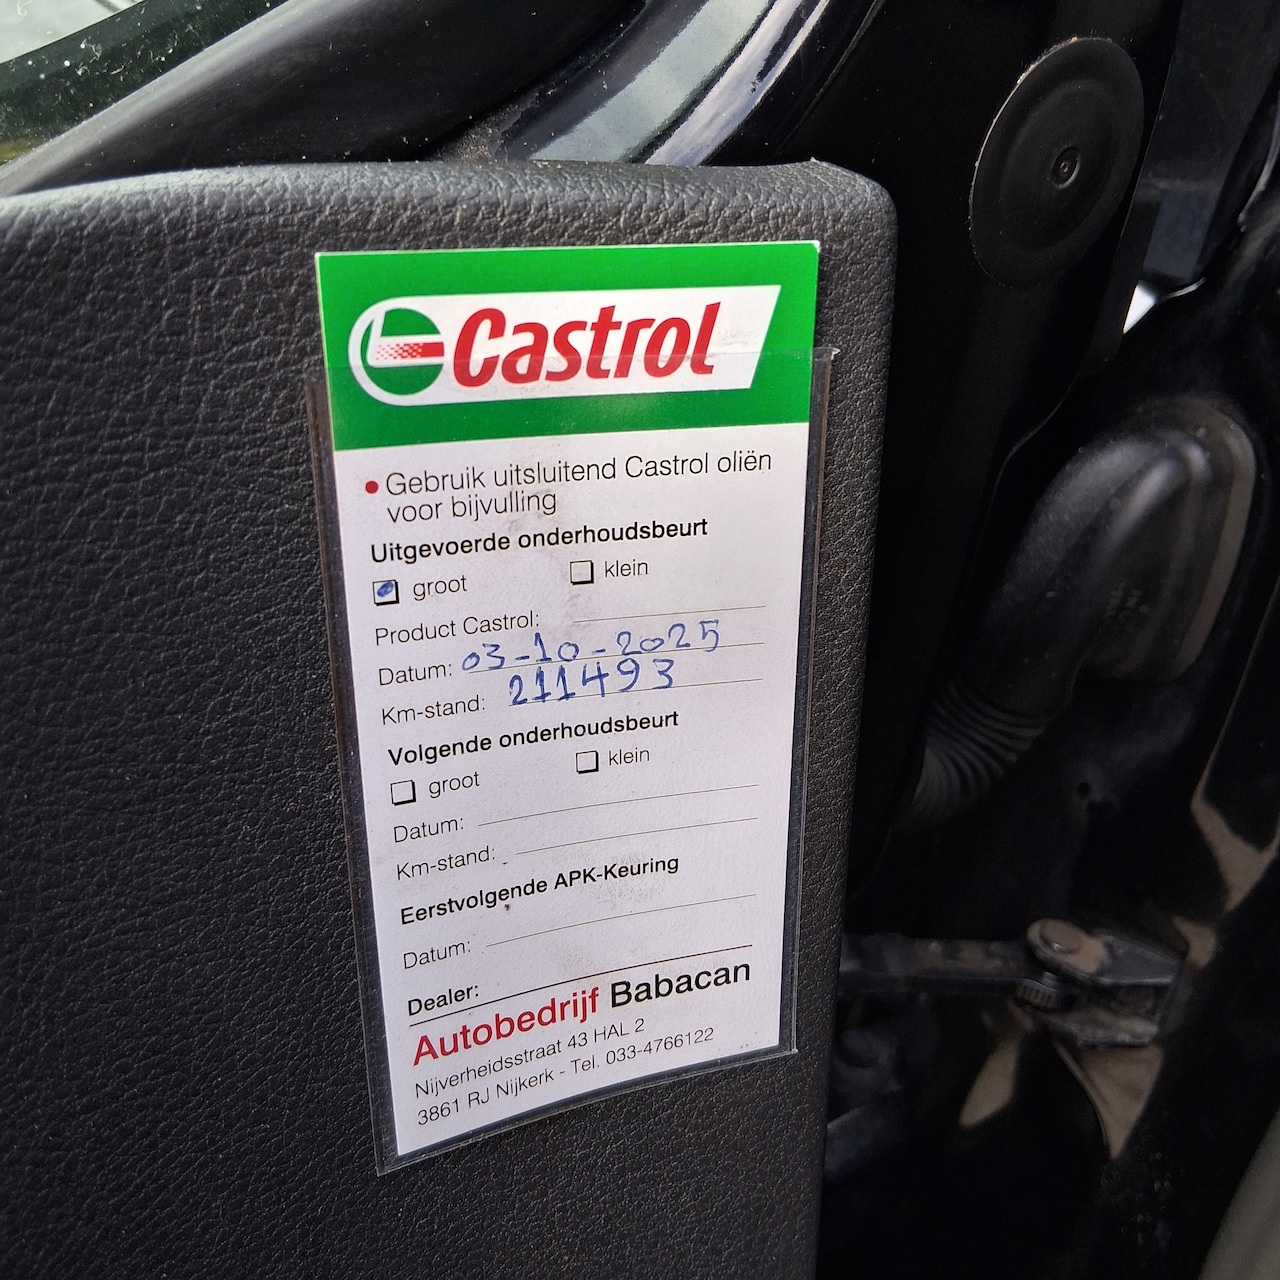 Castrol
• Gebruik uitsluitend Castrol oliën
voor bijvulling
Uitgevoerde onderhoudsbeurt
groot klein
Product Castrol:
Datum: 03-10-2025
Km-stand: 211493
Volgende onderhoudsbeurt
groot klein
Datum:
Km-stand:
Eerstvolgende APK-Keuring
Datum:
Dealer:
Autobedrijf Babacan
Nijverheidsstraat 43 HAL 2
3861 RJ Nijkerk - Tel. 033-4766122